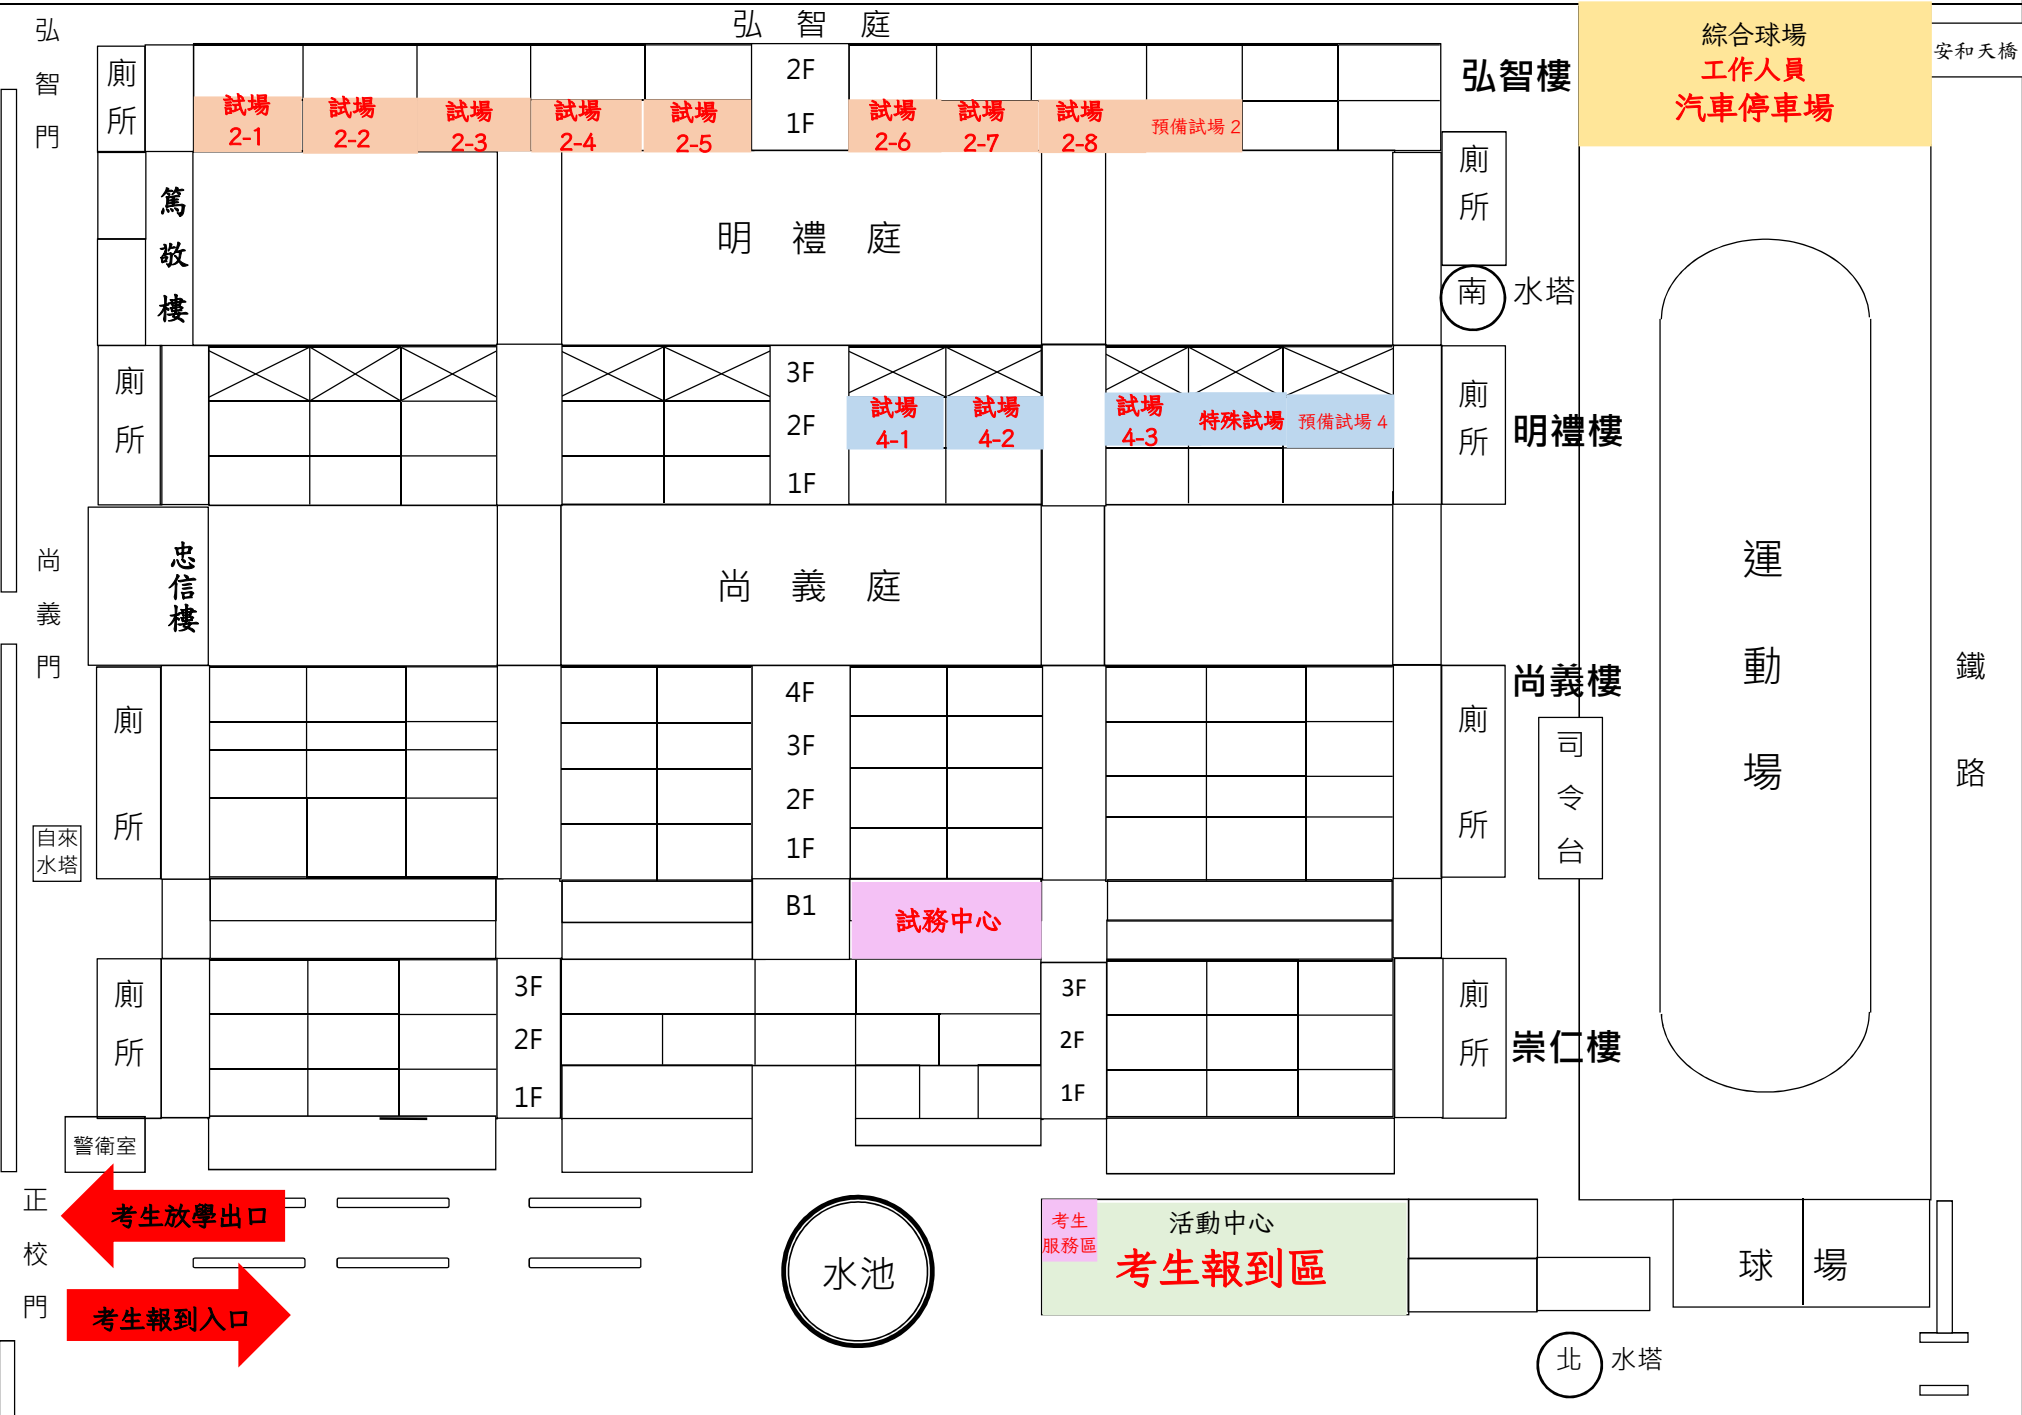 弘智門
弘智庭
綜合球場
工作人員
汽車停車場
安和天橋
廁所
2F
1F
弘智樓
試場
2-1
試場
2-2
試場
2-3
試場
2-4
試場
2-5
試場
2-6
試場
2-7
試場
2-8
預備試場 2
廁所
篤敬樓
明禮庭
南 水塔
廁所
3F
2F
1F
試場
4-1
試場
4-2
試場
4-3
特殊試場
預備試場 4
廁所
明禮樓
尚義門
忠信樓
尚義庭
運動場
鐵路
廁所
4F
3F
2F
1F
B1
廁所
尚義樓
司令台
自來
水塔
試務中心
廁所
3F
2F
1F
3F
2F
1F
廁所
崇仁樓
警衛室
正校門
考生放學出口
考生報到入口
水池
考生
服務區
活動中心
考生報到區
球場
北 水塔